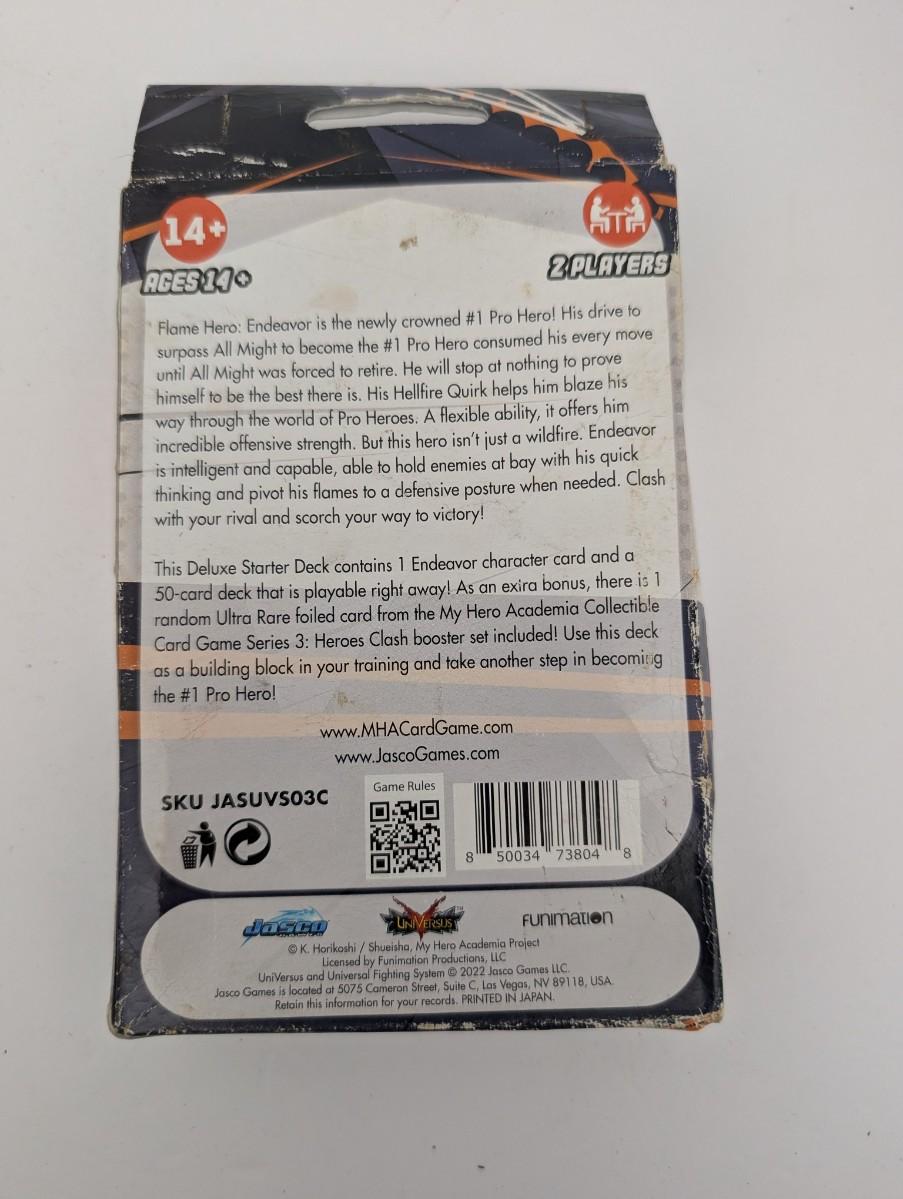 14+
AGES 14+
2 PLAYERS
Flame Hero: Endeavor is the newly crowned #1 Pro Hero! His drive to
surpass All Might to become the #1 Pro Hero consumed his every move
until All Might was forced to retire. He will stop at nothing to prove
himself to be the best there is. His Hellfire Quirk helps him blaze his
way through the world of Pro Heroes. A flexible ability, it offers him
incredible offensive strength. But this hero isn't just a wildfire. Endeavor
is intelligent and capable, able to hold enemies at bay with his quick
thinking and pivot his flames to a defensive posture when needed. Clash
with your rival and scorch your way to victory!
This Deluxe Starter Deck contains 1 Endeavor character card and a
50-card deck that is playable right away! As an extra bonus, there is 1
random Ultra Rare foiled card from the My Hero Academia Collectible
Card Game Series 3: Heroes Clash booster set included! Use this deck
as a building block in your training and take another step in becoming
the #1 Pro Hero!
www.MHACardGame.com
www.JascoGames.com
SKU JASUVS03C
Game Rules
8 50034 73804 8
JASCO GAMES
UNIVERSUS™
FUNIMATION
© K. Horikoshi / Shueisha, My Hero Academia Project
Licensed by Funimation Productions, LLC
UniVersus and Universal Fighting System © 2022 Jasco Games LLC.
Jasco Games is located at 5075 Cameron Street, Suite C, Las Vegas, NV 89118, USA.
Retain this information for your records. PRINTED IN JAPAN.